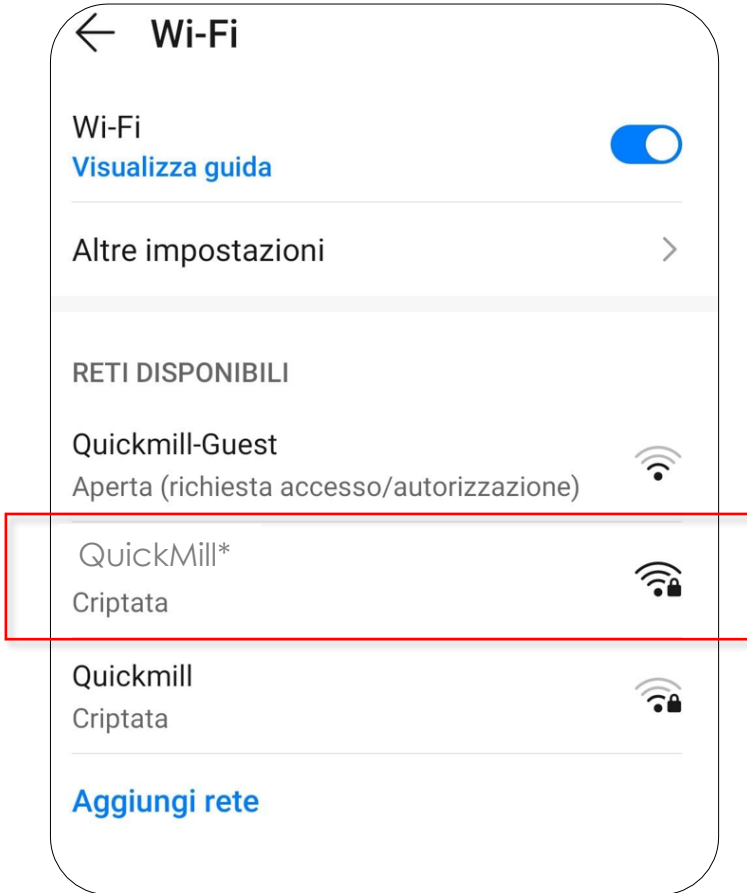 Wi-Fi
Wi-Fi
Visualizza guida
Altre impostazioni
RETI DISPONIBILI
Quickmill-Guest
Aperta (richiesta accesso/autorizzazione)
QuickMill*
Criptata
Quickmill
Criptata
Aggiungi rete